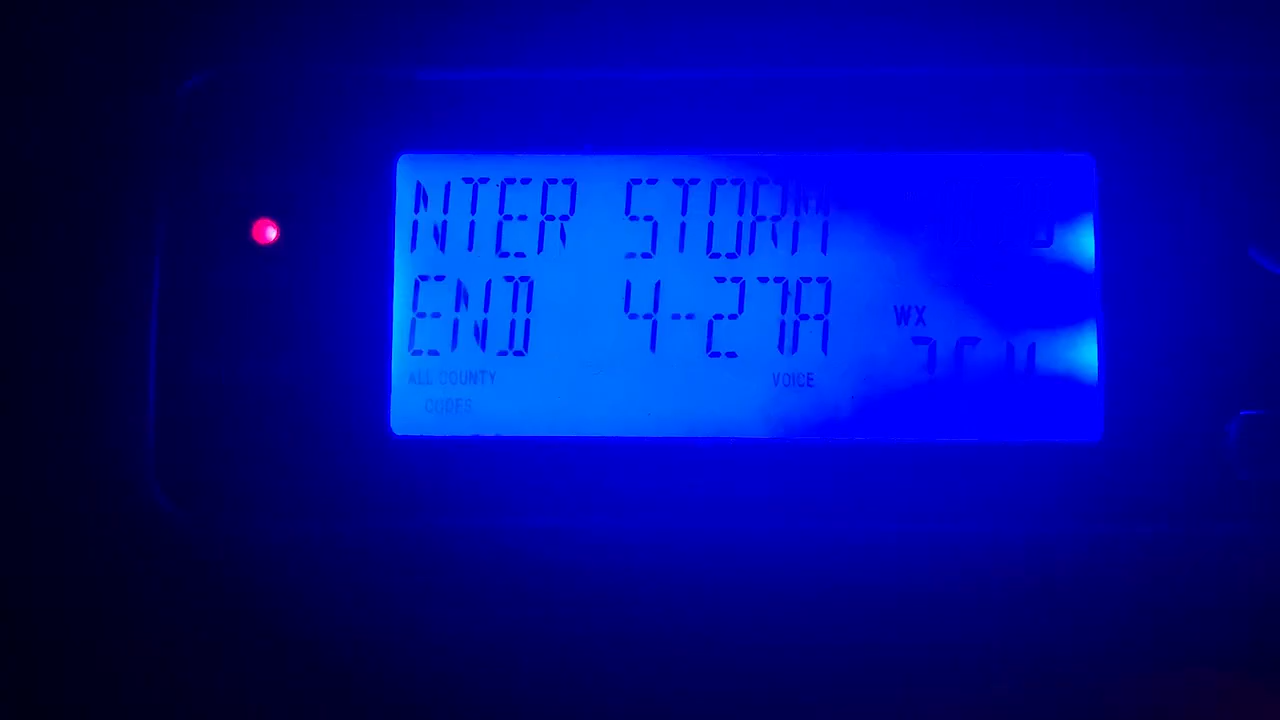 NTER STORM
END 4-27A
WX
ALL COUNTY
VOICE
CODES